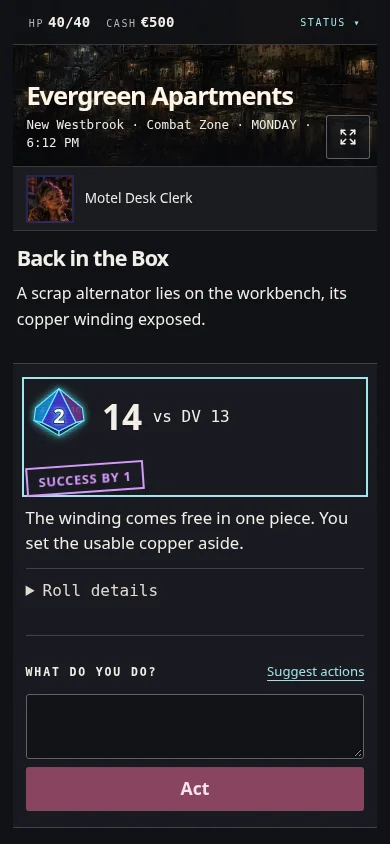 HP 40/40 CASH €500 STATUS ▾
Evergreen Apartments
New Westbrook · Combat Zone · MONDAY ·
6:12 PM
Motel Desk Clerk
Back in the Box
A scrap alternator lies on the workbench, its
copper winding exposed.
2 14 vs DV 13
SUCCESS BY 1
The winding comes free in one piece. You
set the usable copper aside.
▶ Roll details
WHAT DO YOU DO? Suggest actions
Act